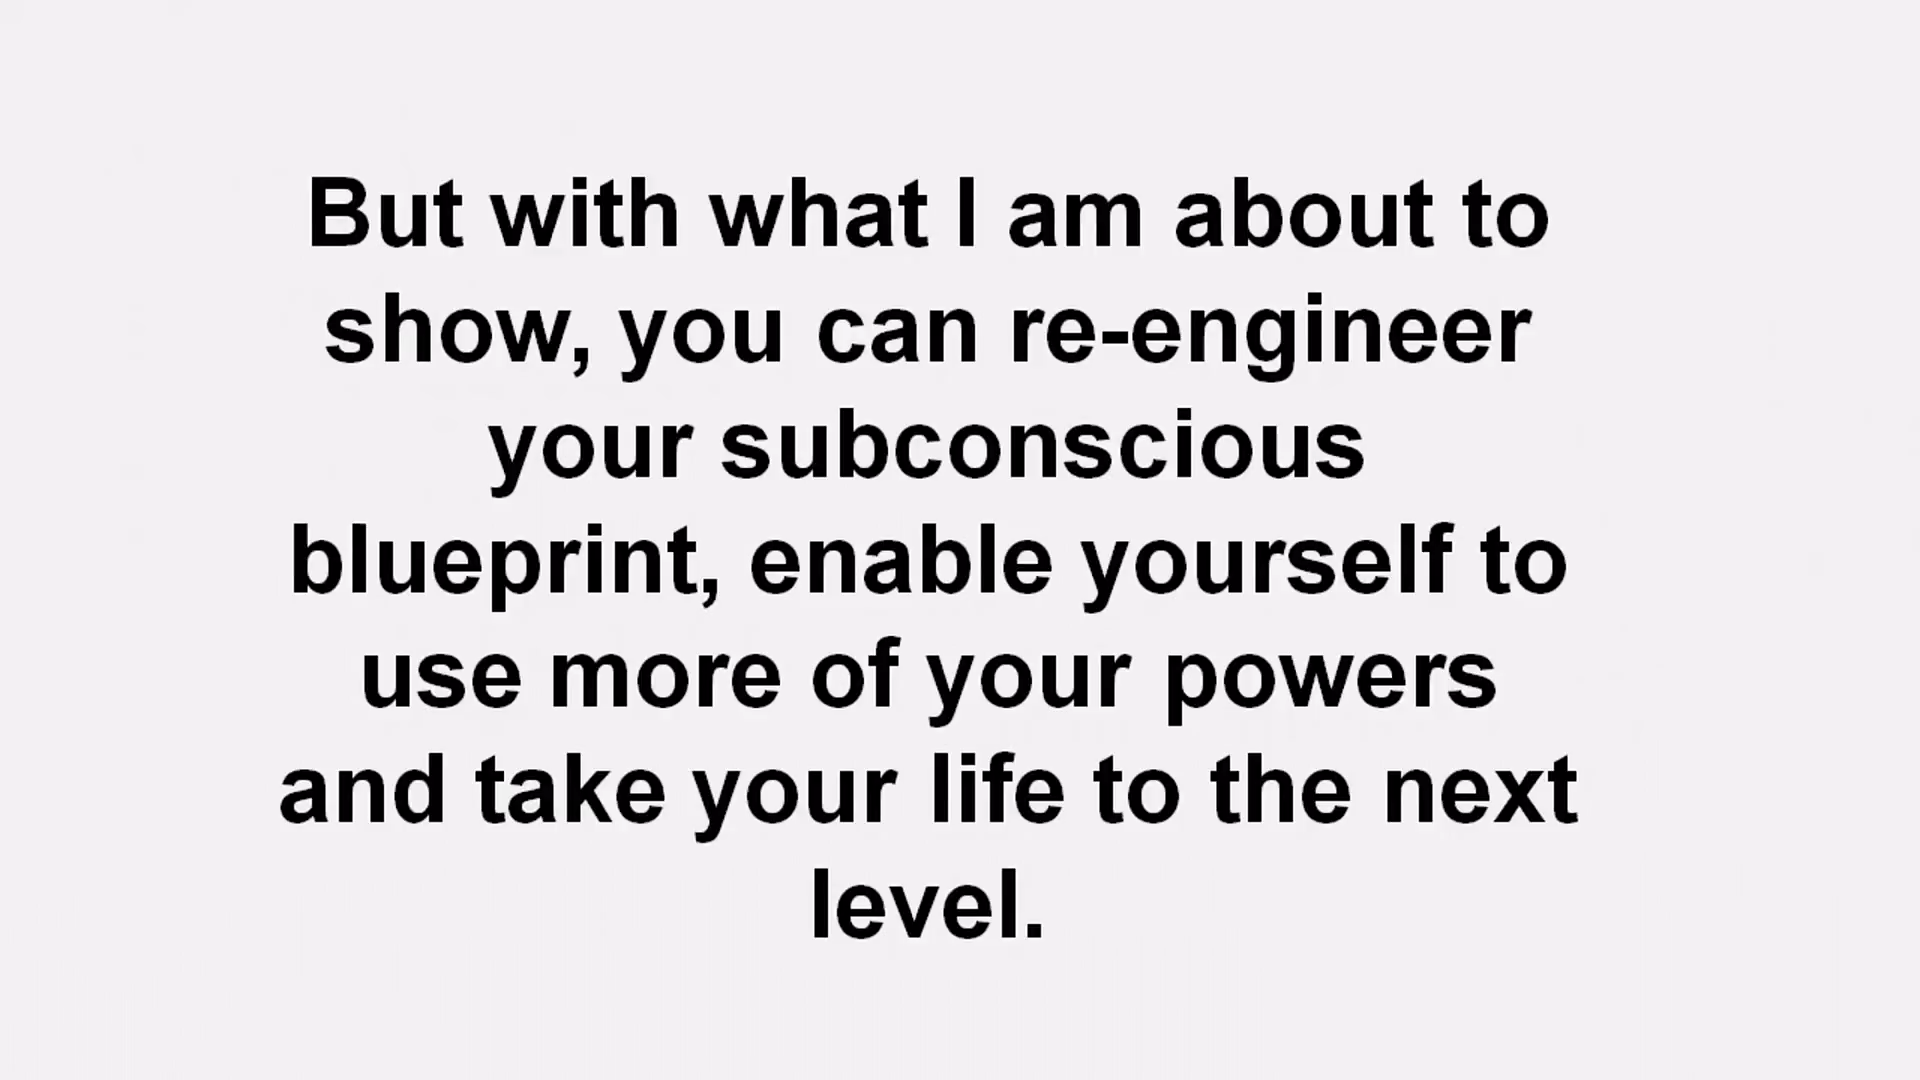 But with what I am about to
show, you can re-engineer
your subconscious
blueprint, enable yourself to
use more of your powers
and take your life to the next
level.